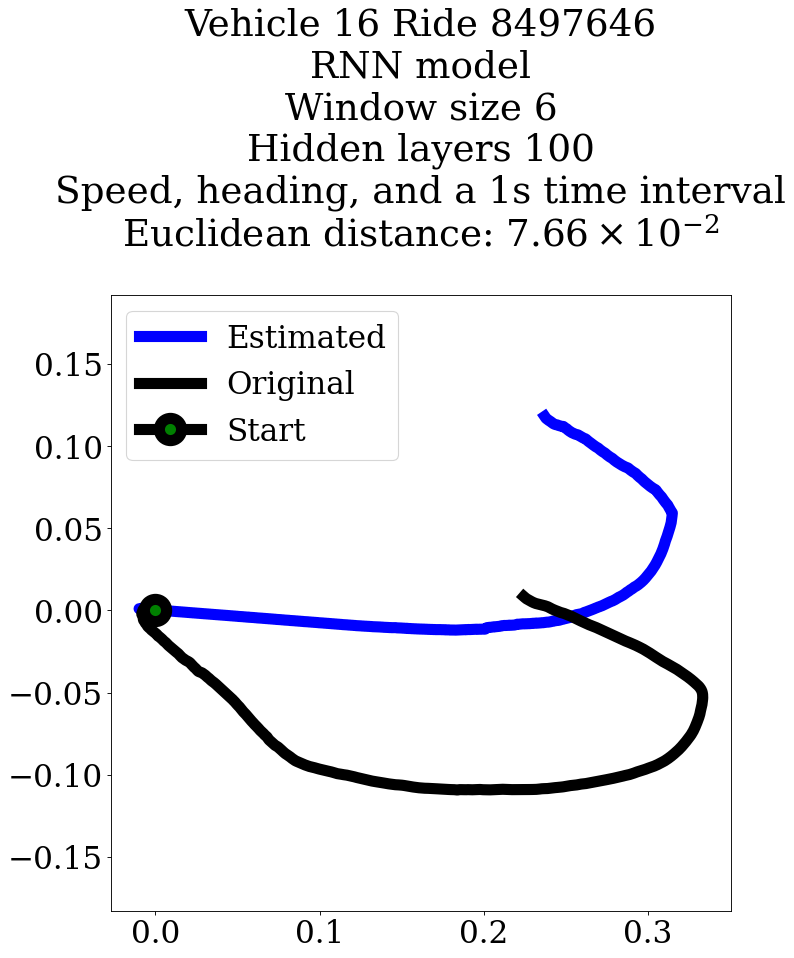 Vehicle 16 Ride 8497646
RNN model
Window size 6
Hidden layers 100
Speed, heading, and a 1s time interval
Euclidean distance: 7.66 × 10⁻²
Estimated
Original
Start
0.15
0.10
0.05
0.00
−0.05
−0.10
−0.15
0.0 0.1 0.2 0.3